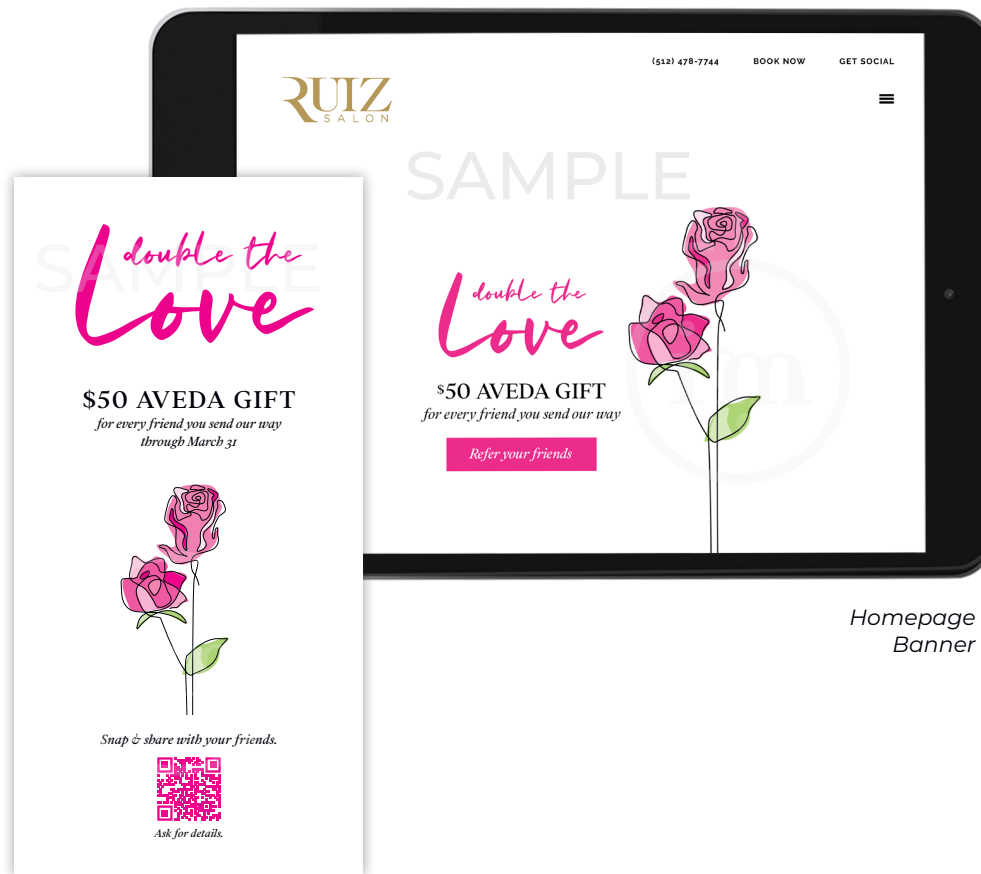 (512) 478-7744 BOOK NOW GET SOCIAL
RUIZ
SALON
SAMPLE
double the
Love
$50 AVEDA GIFT
for every friend you send our way
Refer your friends
m
Homepage
Banner
SAMPLE
double the
Love
$50 AVEDA GIFT
for every friend you send our way
through March 31
Snap & share with your friends.
Ask for details.